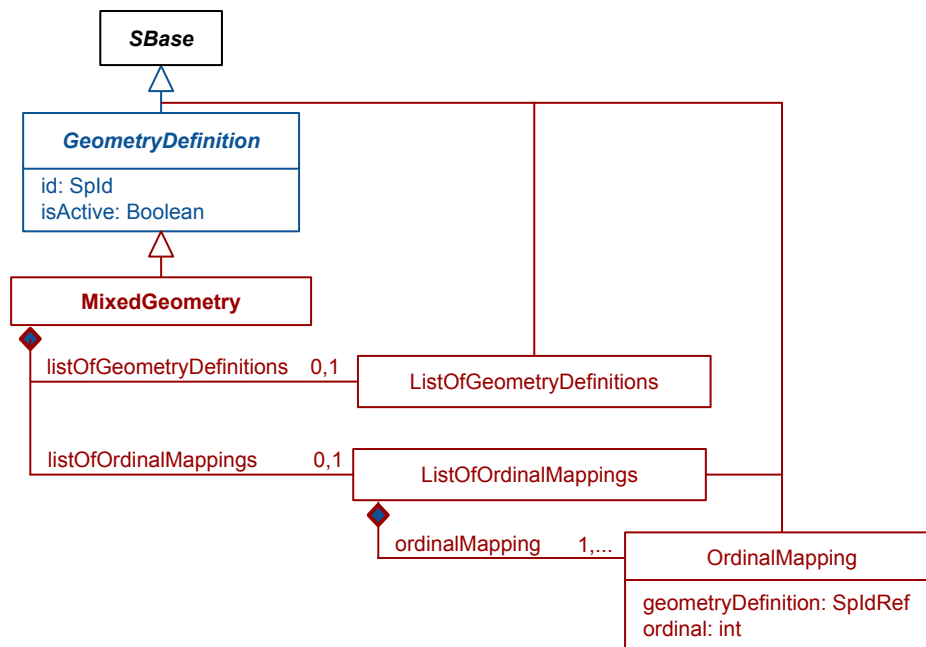 SBase
GeometryDefinition
id: SpId
isActive: Boolean
MixedGeometry
listOfGeometryDefinitions 0,1
ListOfGeometryDefinitions
listOfOrdinalMappings 0,1
ListOfOrdinalMappings
ordinalMapping 1,...
OrdinalMapping
geometryDefinition: SpIdRef
ordinal: int